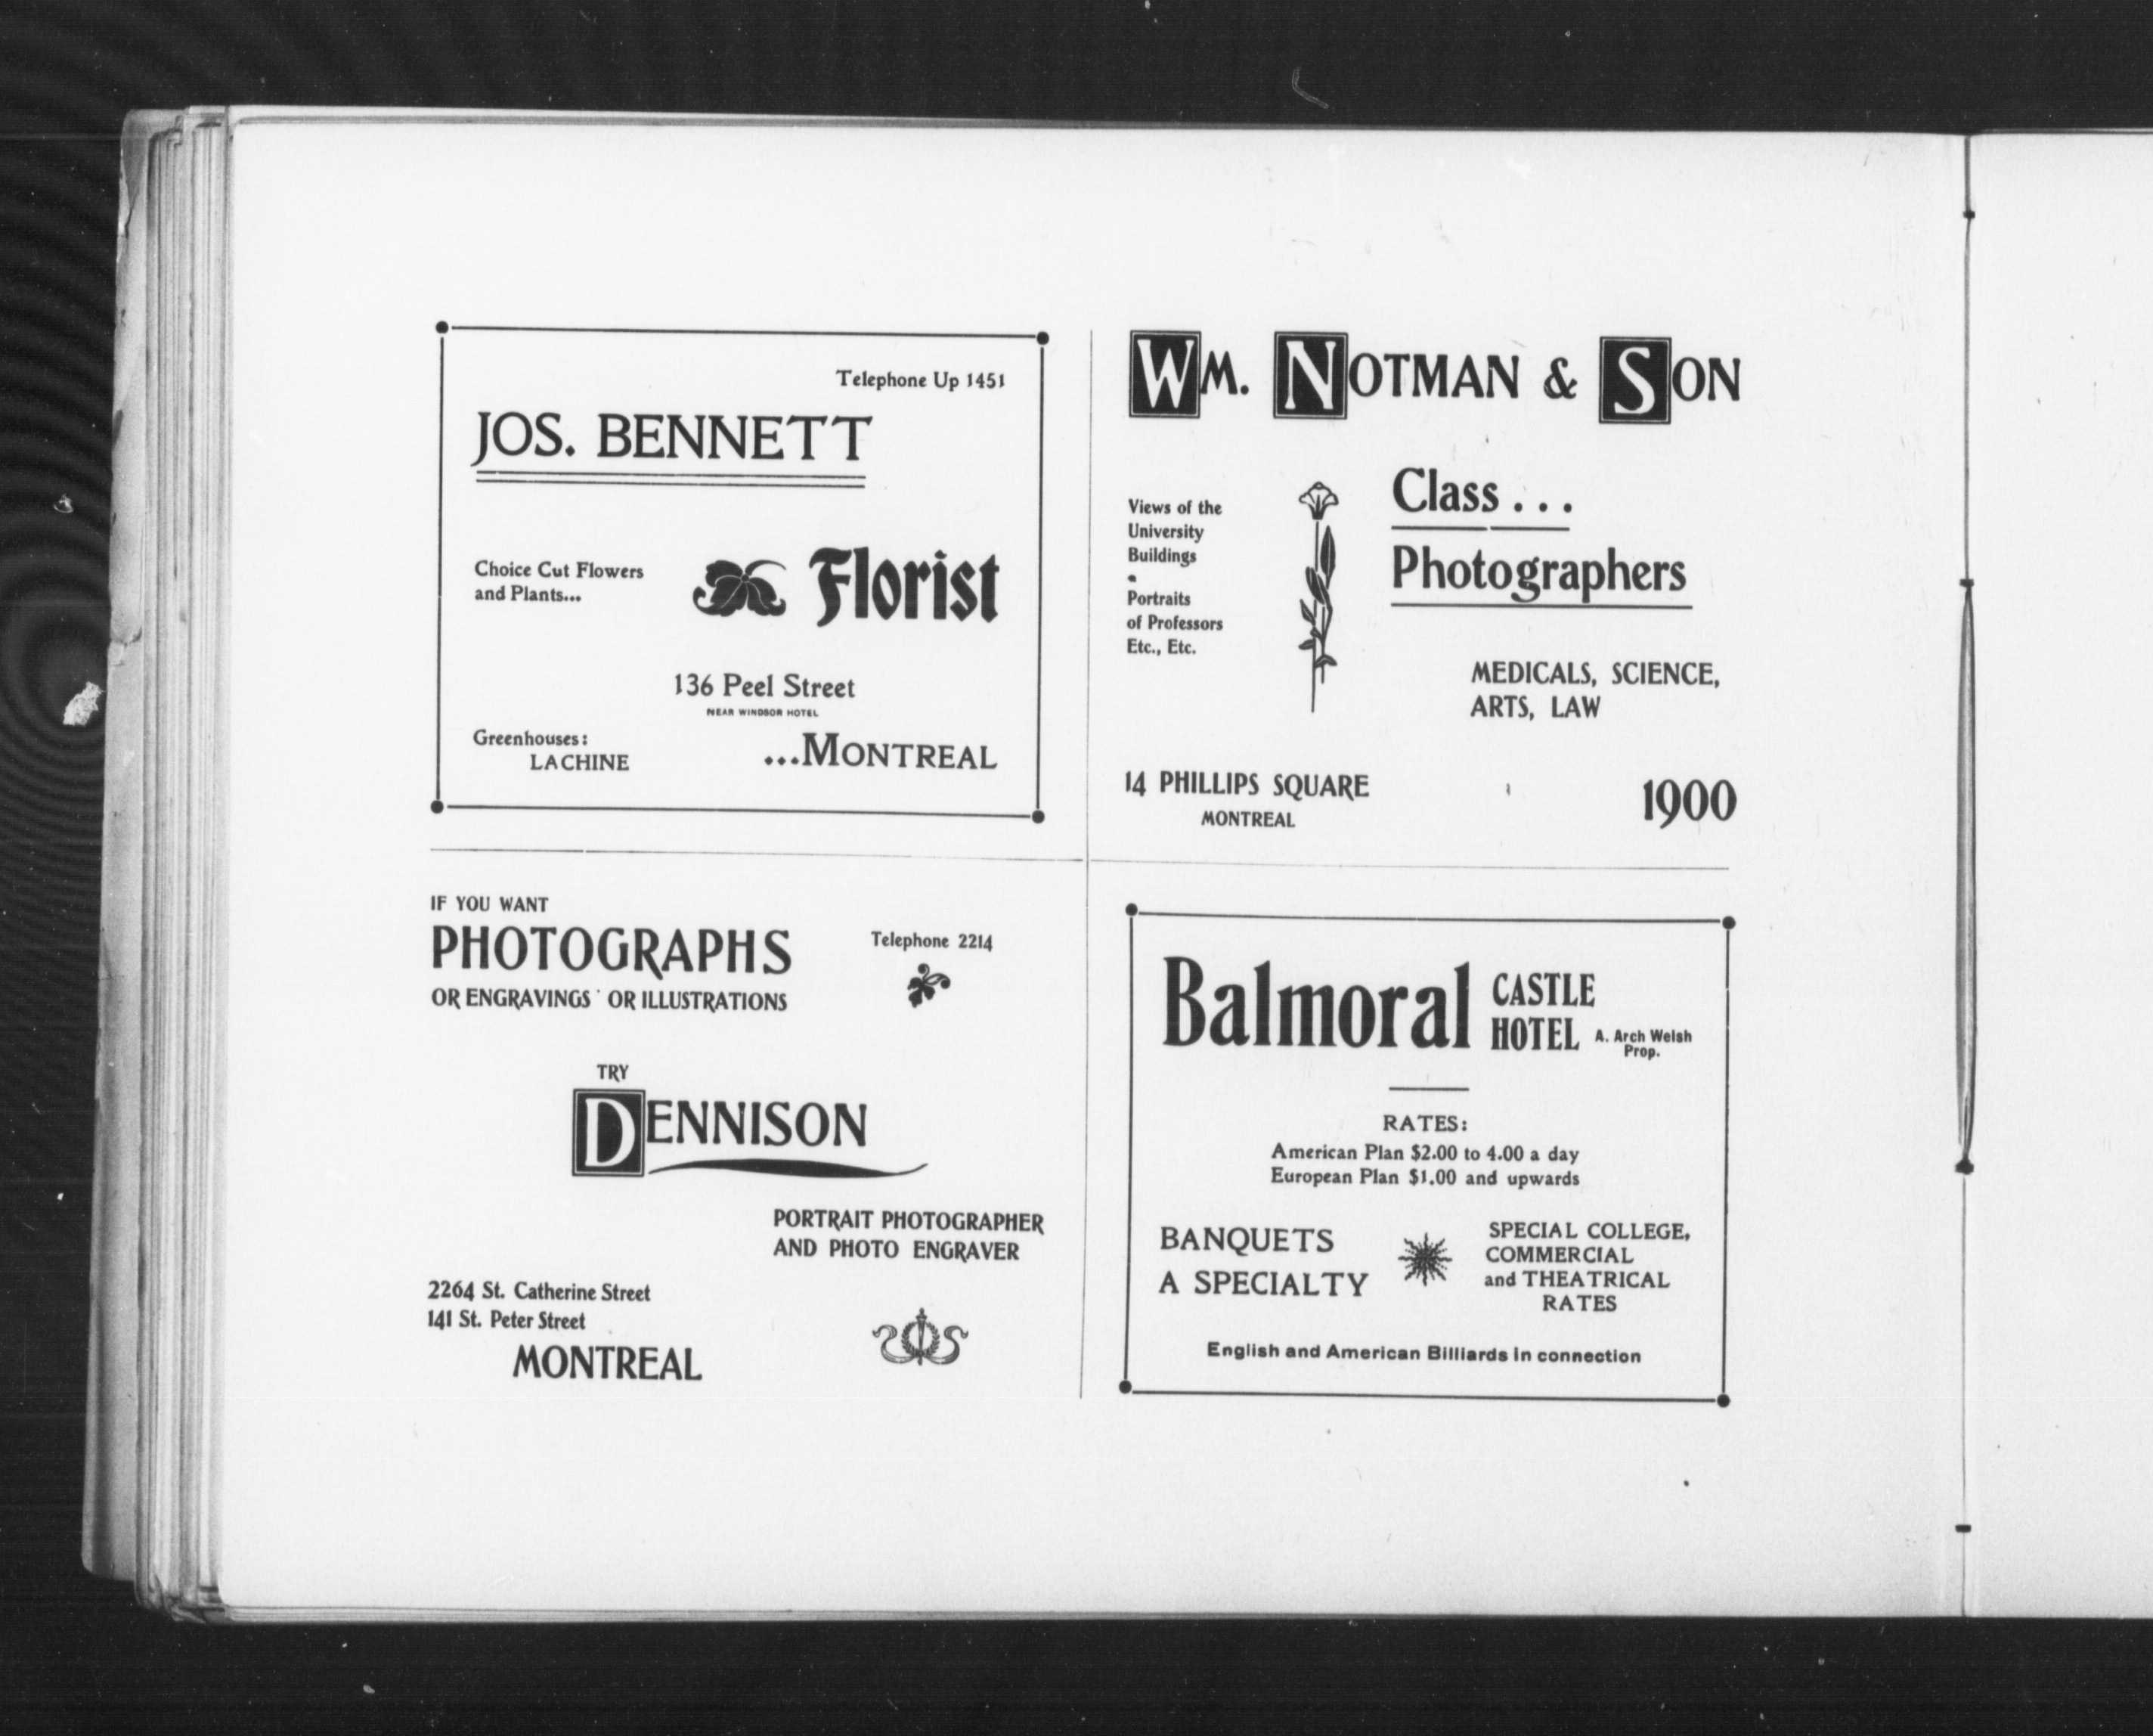 Telephone Up 1451
JOS. BENNETT
Choice Cut Flowers
and Plants...
Florist
136 Peel Street
NEAR WINDSOR HOTEL
Greenhouses:
LACHINE
...MONTREAL
WM. NOTMAN & SON
Views of the
University
Buildings
Portraits
of Professors
Etc., Etc.
Class...
Photographers
MEDICALS, SCIENCE,
ARTS, LAW
14 PHILLIPS SQUARE
MONTREAL
1900
IF YOU WANT
PHOTOGRAPHS
OR ENGRAVINGS OR ILLUSTRATIONS
Telephone 2214
TRY
DENNISON
PORTRAIT PHOTOGRAPHER
AND PHOTO ENGRAVER
2264 St. Catherine Street
141 St. Peter Street
MONTREAL
Balmoral CASTLE
HOTEL A. Arch Welsh
Prop.
RATES:
American Plan $2.00 to 4.00 a day
European Plan $1.00 and upwards
BANQUETS
A SPECIALTY
SPECIAL COLLEGE,
COMMERCIAL
and THEATRICAL
RATES
English and American Billiards in connection